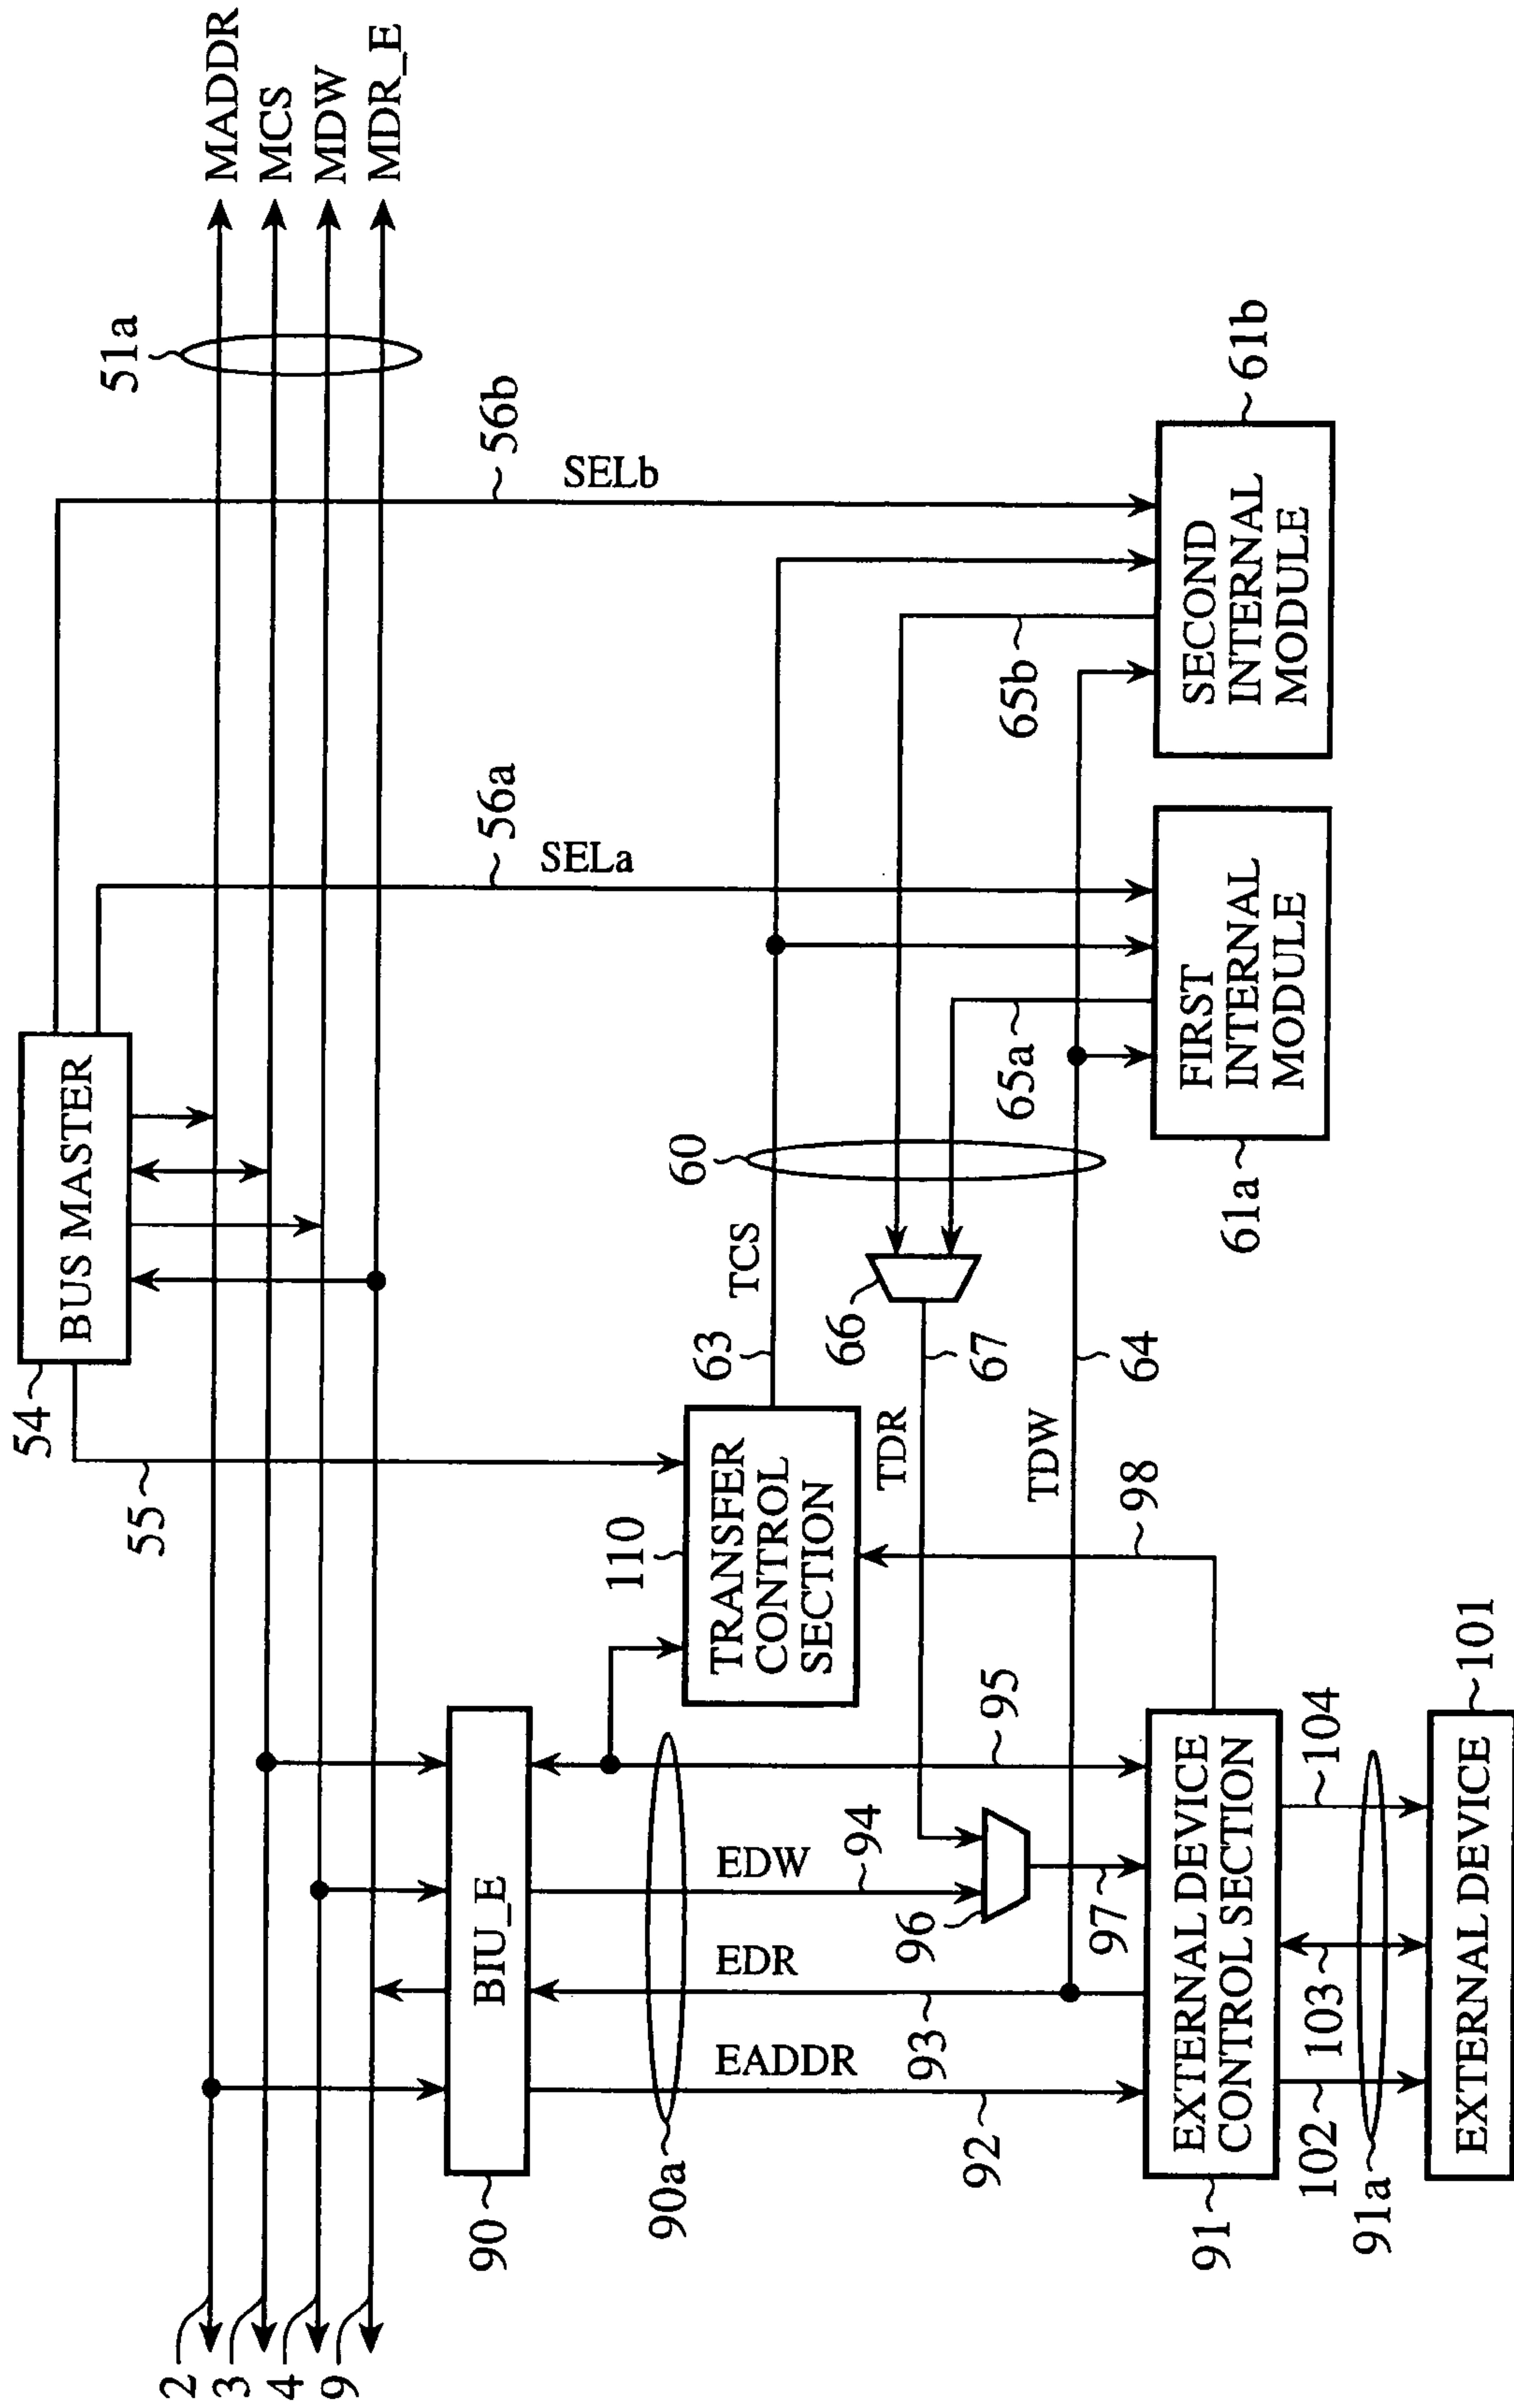 51a
MADDR
MCS
MDW
MDR_E
54
BUS MASTER
55
56a
SELa
56b
SELb
2
3
4
9
90
BIU_E
90a
EADDR
EDR
EDW
92
93
94
95
96
97
98
110
TRANSFER
CONTROL
SECTION
63
TCS
60
66
67
TDR
TDW
64
65a
65b
61a
FIRST
INTERNAL
MODULE
61b
SECOND
INTERNAL
MODULE
91
EXTERNAL DEVICE
CONTROL SECTION
91a
102
103
104
101
EXTERNAL DEVICE